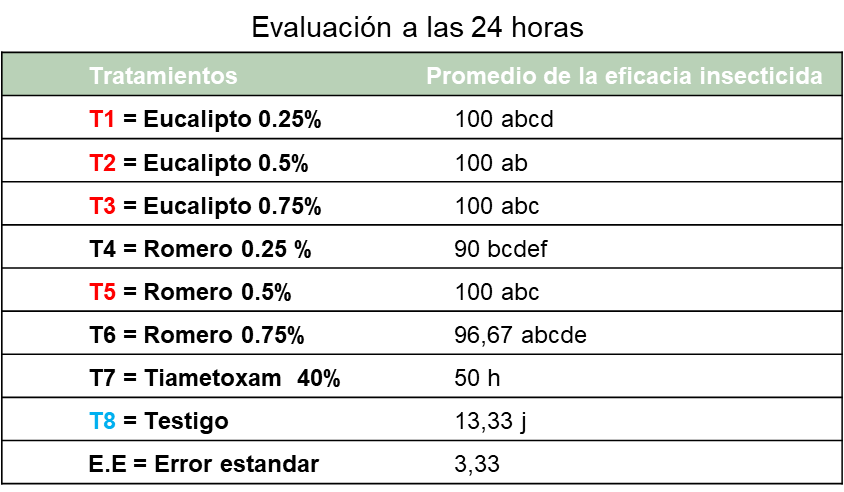 Evaluación a las 24 horas
Tratamientos Promedio de la eficacia insecticida
T1 = Eucalipto 0.25% 100 abcd
T2 = Eucalipto 0.5% 100 ab
T3 = Eucalipto 0.75% 100 abc
T4 = Romero 0.25 % 90 bcdef
T5 = Romero 0.5% 100 abc
T6 = Romero 0.75% 96,67 abcde
T7 = Tiametoxam 40% 50 h
T8 = Testigo 13,33 j
E.E = Error estandar 3,33